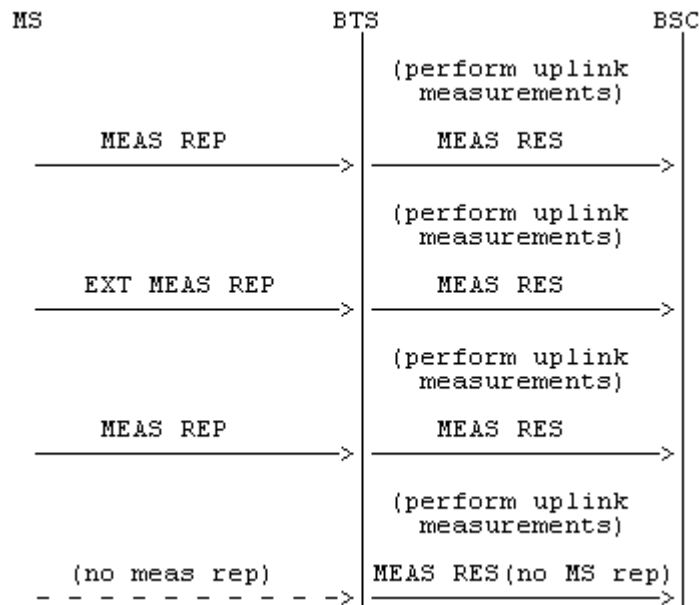 MS BTS BSC
(perform uplink
measurements)
MEAS REP MEAS RES
(perform uplink
measurements)
EXT MEAS REP MEAS RES
(perform uplink
measurements)
MEAS REP MEAS RES
(perform uplink
measurements)
(no meas rep) MEAS RES(no MS rep)